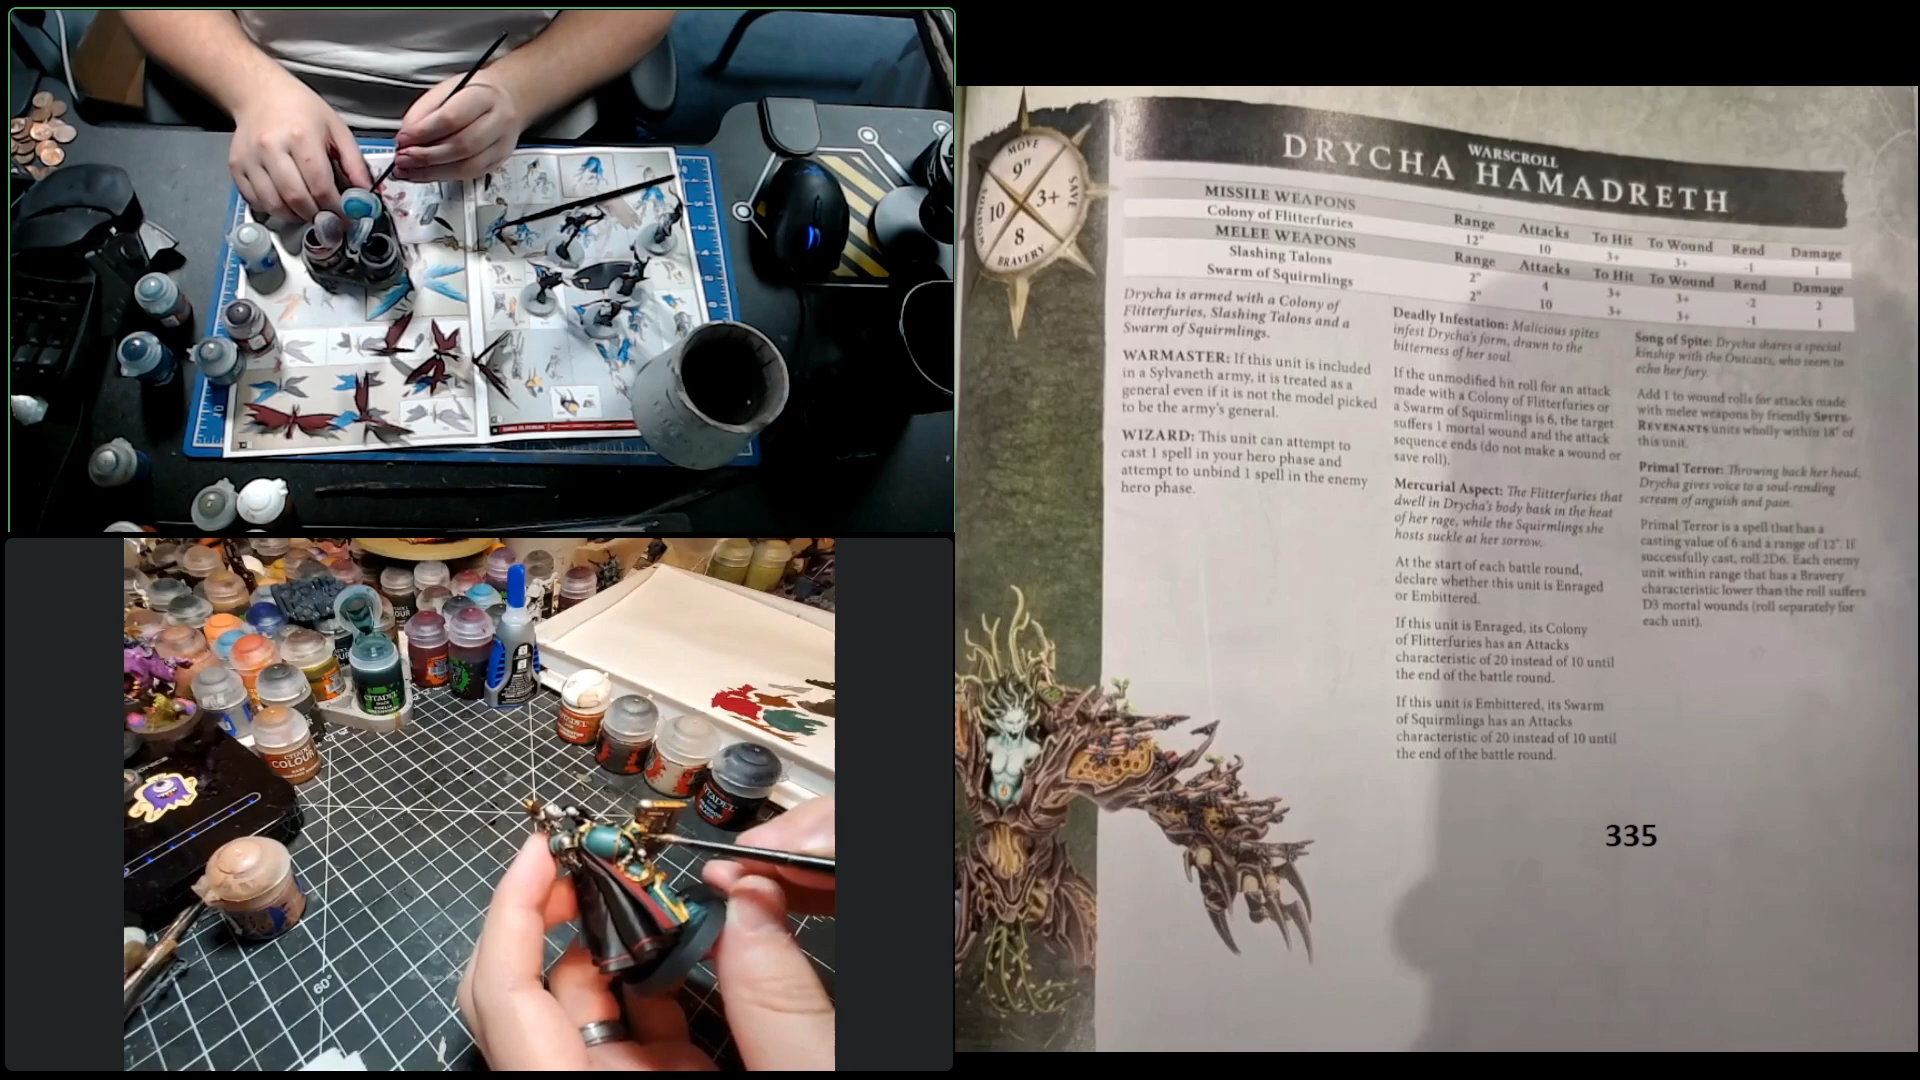 WARSCROLL
DRYCHA HAMADRETH
MOVE
9"
10
3+
8
WOUNDS
SAVE
BRAVERY
MISSILE WEAPONS Range Attacks To Hit To Wound Rend Damage
Colony of Flitterfuries 12" 10 3+ 3+ -1 1
MELEE WEAPONS Range Attacks To Hit To Wound Rend Damage
Slashing Talons 2" 4 3+ 3+ -2 2
Swarm of Squirmlings 2" 10 3+ 3+ -1 1
Drycha is armed with a Colony of
Flitterfuries, Slashing Talons and a
Swarm of Squirmlings.
WARMASTER: If this unit is included
in a Sylvaneth army, it is treated as a
general even if it is not the model picked
to be the army's general.
WIZARD: This unit can attempt to
cast 1 spell in your hero phase and
attempt to unbind 1 spell in the enemy
hero phase.
Deadly Infestation: Malicious spites
infest Drycha's form, drawn to the
bitterness of her soul.
If the unmodified hit roll for an attack
made with a Colony of Flitterfuries or
a Swarm of Squirmlings is 6, the target
suffers 1 mortal wound and the attack
sequence ends (do not make a wound or
save roll).
Mercurial Aspect: The Flitterfuries that
dwell in Drycha's body bask in the heat
of her rage, while the Squirmlings she
hosts suckle at her sorrow.
At the start of each battle round,
declare whether this unit is Enraged
or Embittered.
If this unit is Enraged, its Colony
of Flitterfuries has an Attacks
characteristic of 20 instead of 10 until
the end of the battle round.
If this unit is Embittered, its Swarm
of Squirmlings has an Attacks
characteristic of 20 instead of 10 until
the end of the battle round.
Song of Spite: Drycha shares a special
kinship with the Outcasts, who seem to
echo her fury.
Add 1 to wound rolls for attacks made
with melee weapons by friendly SPITE-
REVENANTS units wholly within 18" of
this unit.
Primal Terror: Throwing back her head,
Drycha gives voice to a soul-rending
scream of anguish and pain.
Primal Terror is a spell that has a
casting value of 6 and a range of 12". If
successfully cast, roll 2D6. Each enemy
unit within range that has a Bravery
characteristic lower than the roll suffers
D3 mortal wounds (roll separately for
each unit).
335
CITADEL
COLOUR
CITADEL
CITADEL
60°